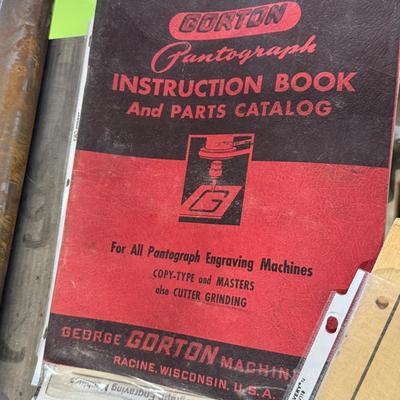 GORTON
Pantograph
INSTRUCTION BOOK
And PARTS CATALOG
G
For All Pantograph Engraving Machines
COPY-TYPE and MASTERS
also CUTTER GRINDING
GEORGE GORTON MACHINE
RACINE, WISCONSIN, U.S.A.
Engraving